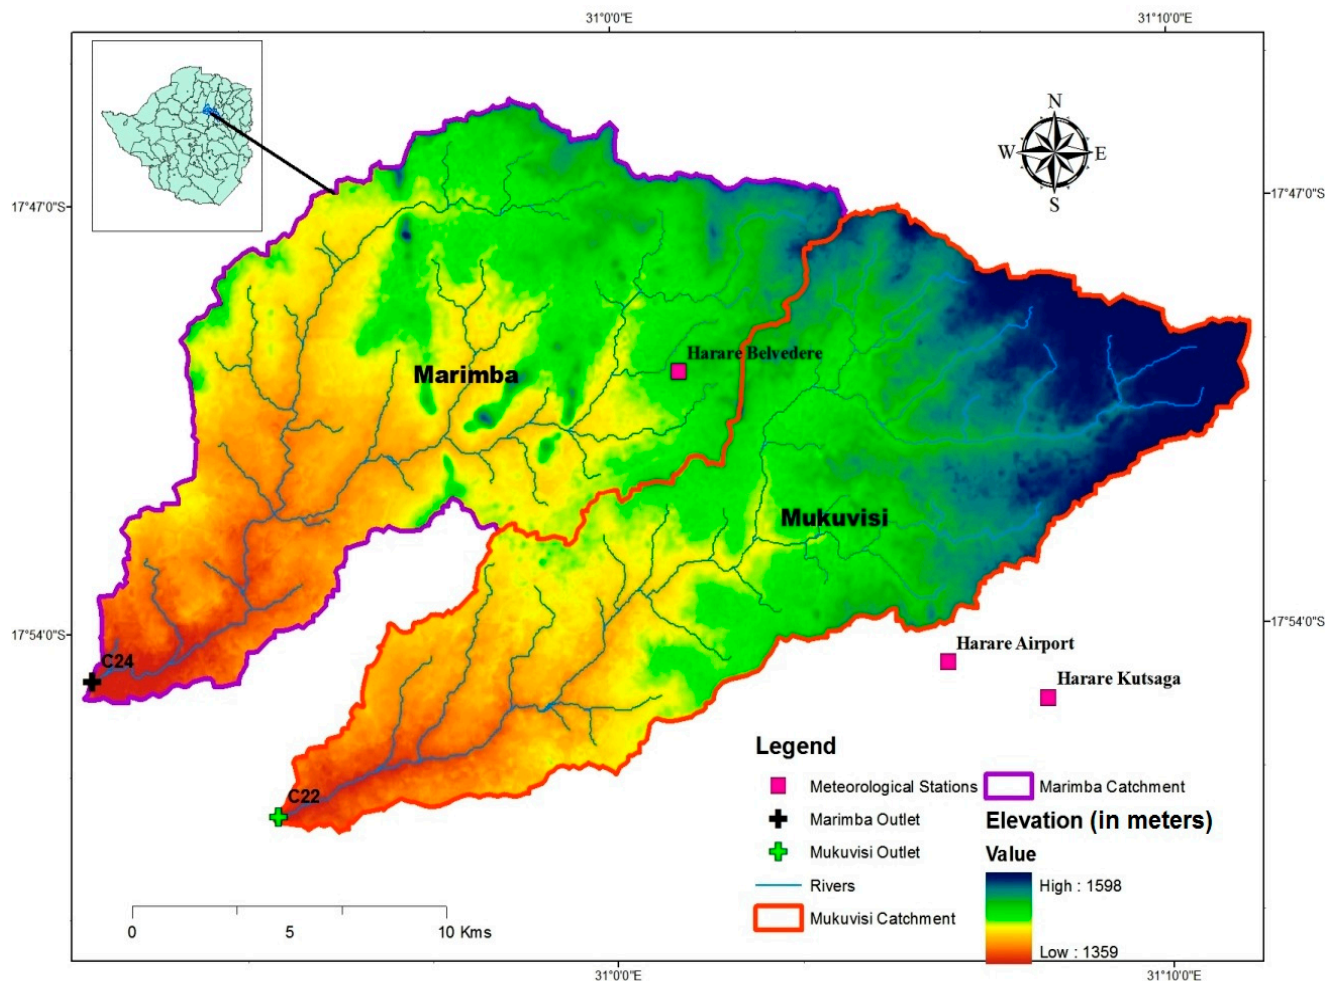 31°0'0"E
31°10'0"E
N
W
E
S
17°47'0"S
17°47'0"S
Harare Belvedere
Marimba
Mukuvisi
17°54'0"S
17°54'0"S
C24
Harare Airport
Harare Kutsaga
C22
Legend
Meteorological Stations
Marimba Outlet
Mukuvisi Outlet
Rivers
Mukuvisi Catchment
Marimba Catchment
Elevation (in meters)
Value
High : 1598
Low : 1359
0
5
10 Kms
31°0'0"E
31°10'0"E